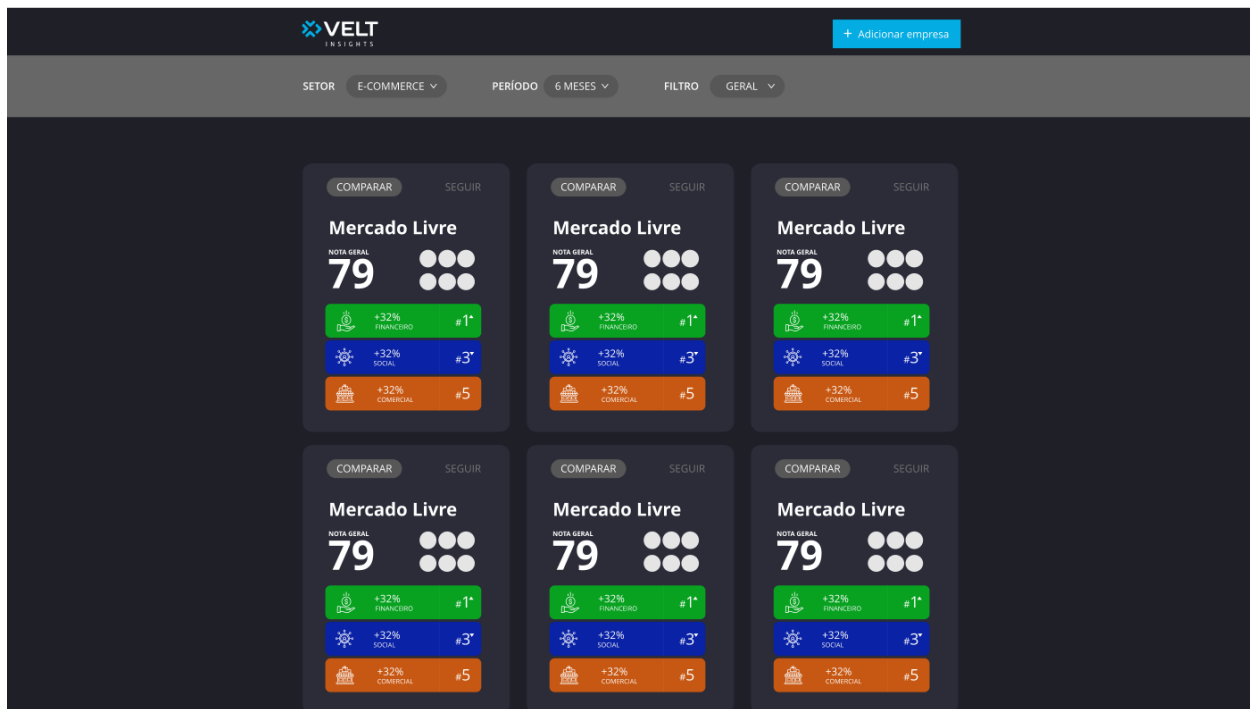 VELT
INSIGHTS
+ Adicionar empresa
SETOR E-COMMERCE PERÍODO 6 MESES FILTRO GERAL
COMPARAR SEGUIR
Mercado Livre
NOTA GERAL
79
+32%
FINANCEIRO
#1
+32%
SOCIAL
#3
+32%
COMERCIAL
#5
COMPARAR SEGUIR
Mercado Livre
NOTA GERAL
79
+32%
FINANCEIRO
#1
+32%
SOCIAL
#3
+32%
COMERCIAL
#5
COMPARAR SEGUIR
Mercado Livre
NOTA GERAL
79
+32%
FINANCEIRO
#1
+32%
SOCIAL
#3
+32%
COMERCIAL
#5
COMPARAR SEGUIR
Mercado Livre
NOTA GERAL
79
+32%
FINANCEIRO
#1
+32%
SOCIAL
#3
+32%
COMERCIAL
#5
COMPARAR SEGUIR
Mercado Livre
NOTA GERAL
79
+32%
FINANCEIRO
#1
+32%
SOCIAL
#3
+32%
COMERCIAL
#5
COMPARAR SEGUIR
Mercado Livre
NOTA GERAL
79
+32%
FINANCEIRO
#1
+32%
SOCIAL
#3
+32%
COMERCIAL
#5